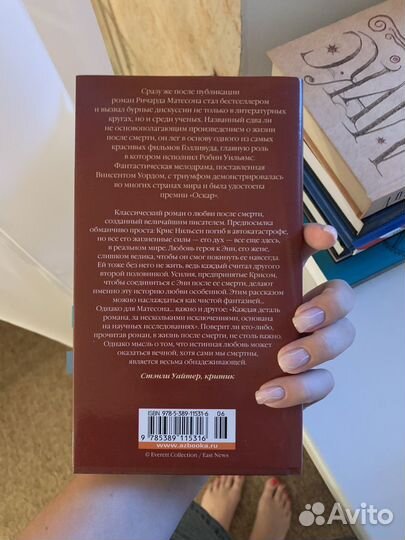 Сразу же после публикации
роман Ричарда Матесона стал бестселлером
и вызвал бурные дискуссии не только в литературных
кругах, но и среди ученых. Названный едва ли
не основополагающим произведением о жизни
после смерти, он лег в основу одного из самых
красивых фильмов Голливуда, главную роль
в котором исполнил Робин Уильямс.
Фантастическая мелодрама, поставленная
Винсентом Уордом, с триумфом демонстрировалась
во многих странах мира и была удостоена
премии «Оскар».
Классический роман о любви после смерти,
созданный величайшим писателем. Предпосылка
обманчиво проста: Крис Нильсен погиб в автокатастрофе,
но все его жизненные силы — его дух — все еще здесь,
в реальном мире. Любовь героя к Энн, его жене,
слишком велика, чтобы он смог покинуть ее навсегда.
Ей тоже без него не жить, ведь каждый считал другого
второй половинкой. Усилия, предпринятые Крисом,
чтобы соединиться с Энн после ее смерти, делают
именно эту историю любви особенной. Этим рассказом
можно наслаждаться как чистой фантазией...
Однако для Матесона... важно и другое: «Каждая деталь
романа, за несколькими исключениями, основана
на научных исследованиях». Поверит ли кто-либо,
прочитав роман, в жизнь после смерти, не столь важно.
Однако мысль о том, что истинная любовь может
оказаться вечной, хотя сами мы смертны,
является весьма обнадеживающей.
Стэнли Уайтер, критик
ISBN 978-5-389-11531-6
06
9 785389 115316
www.azbooka.ru
© Everett Collection / East News
Avito